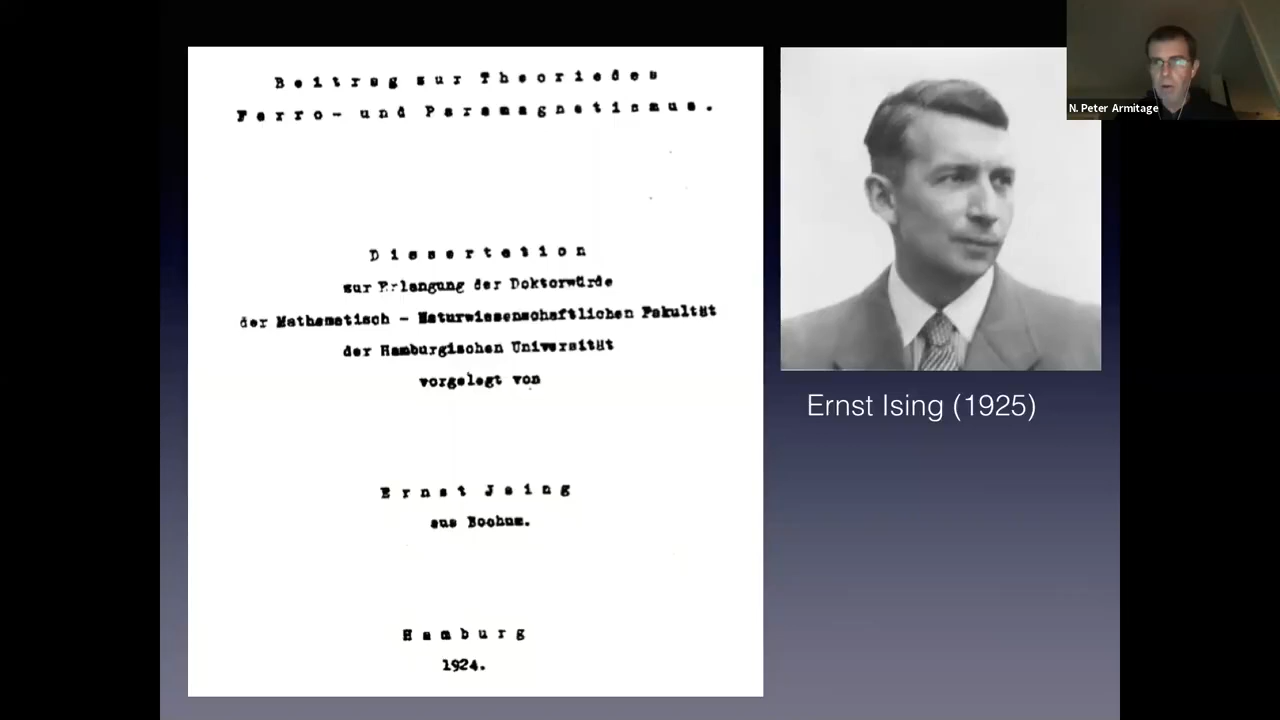 Beitrag zur Theorie des
Ferro- und Paramagnetismus.
Dissertation
zur Erlangung der Doktorwürde
der Mathematisch - Naturwissenschaftlichen Fakultät
der Hamburgischen Universität
vorgelegt von
Ernst Jsing
aus Bochum.
Hamburg
1924.
Ernst Ising (1925)
N. Peter Armitage